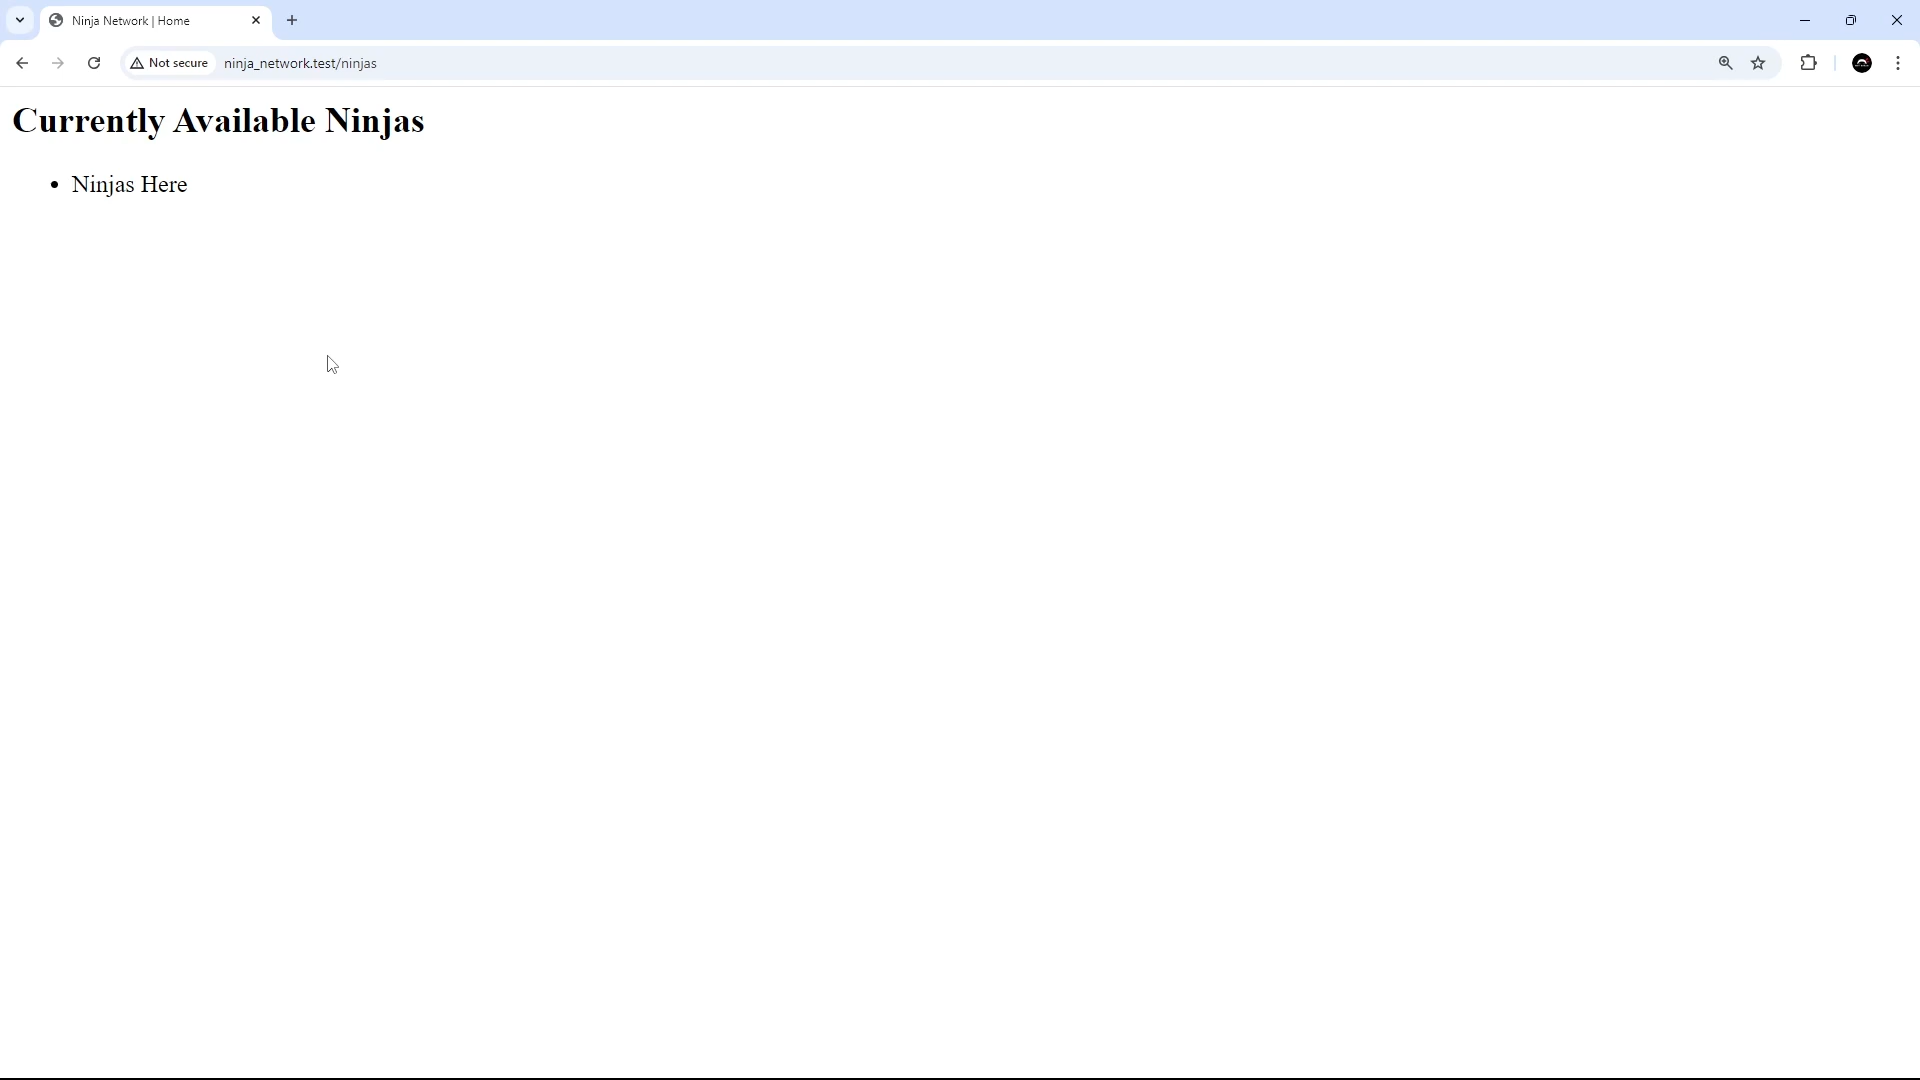 Ninja Network | Home
Not secure
ninja_network.test/ninjas
Currently Available Ninjas
• Ninjas Here